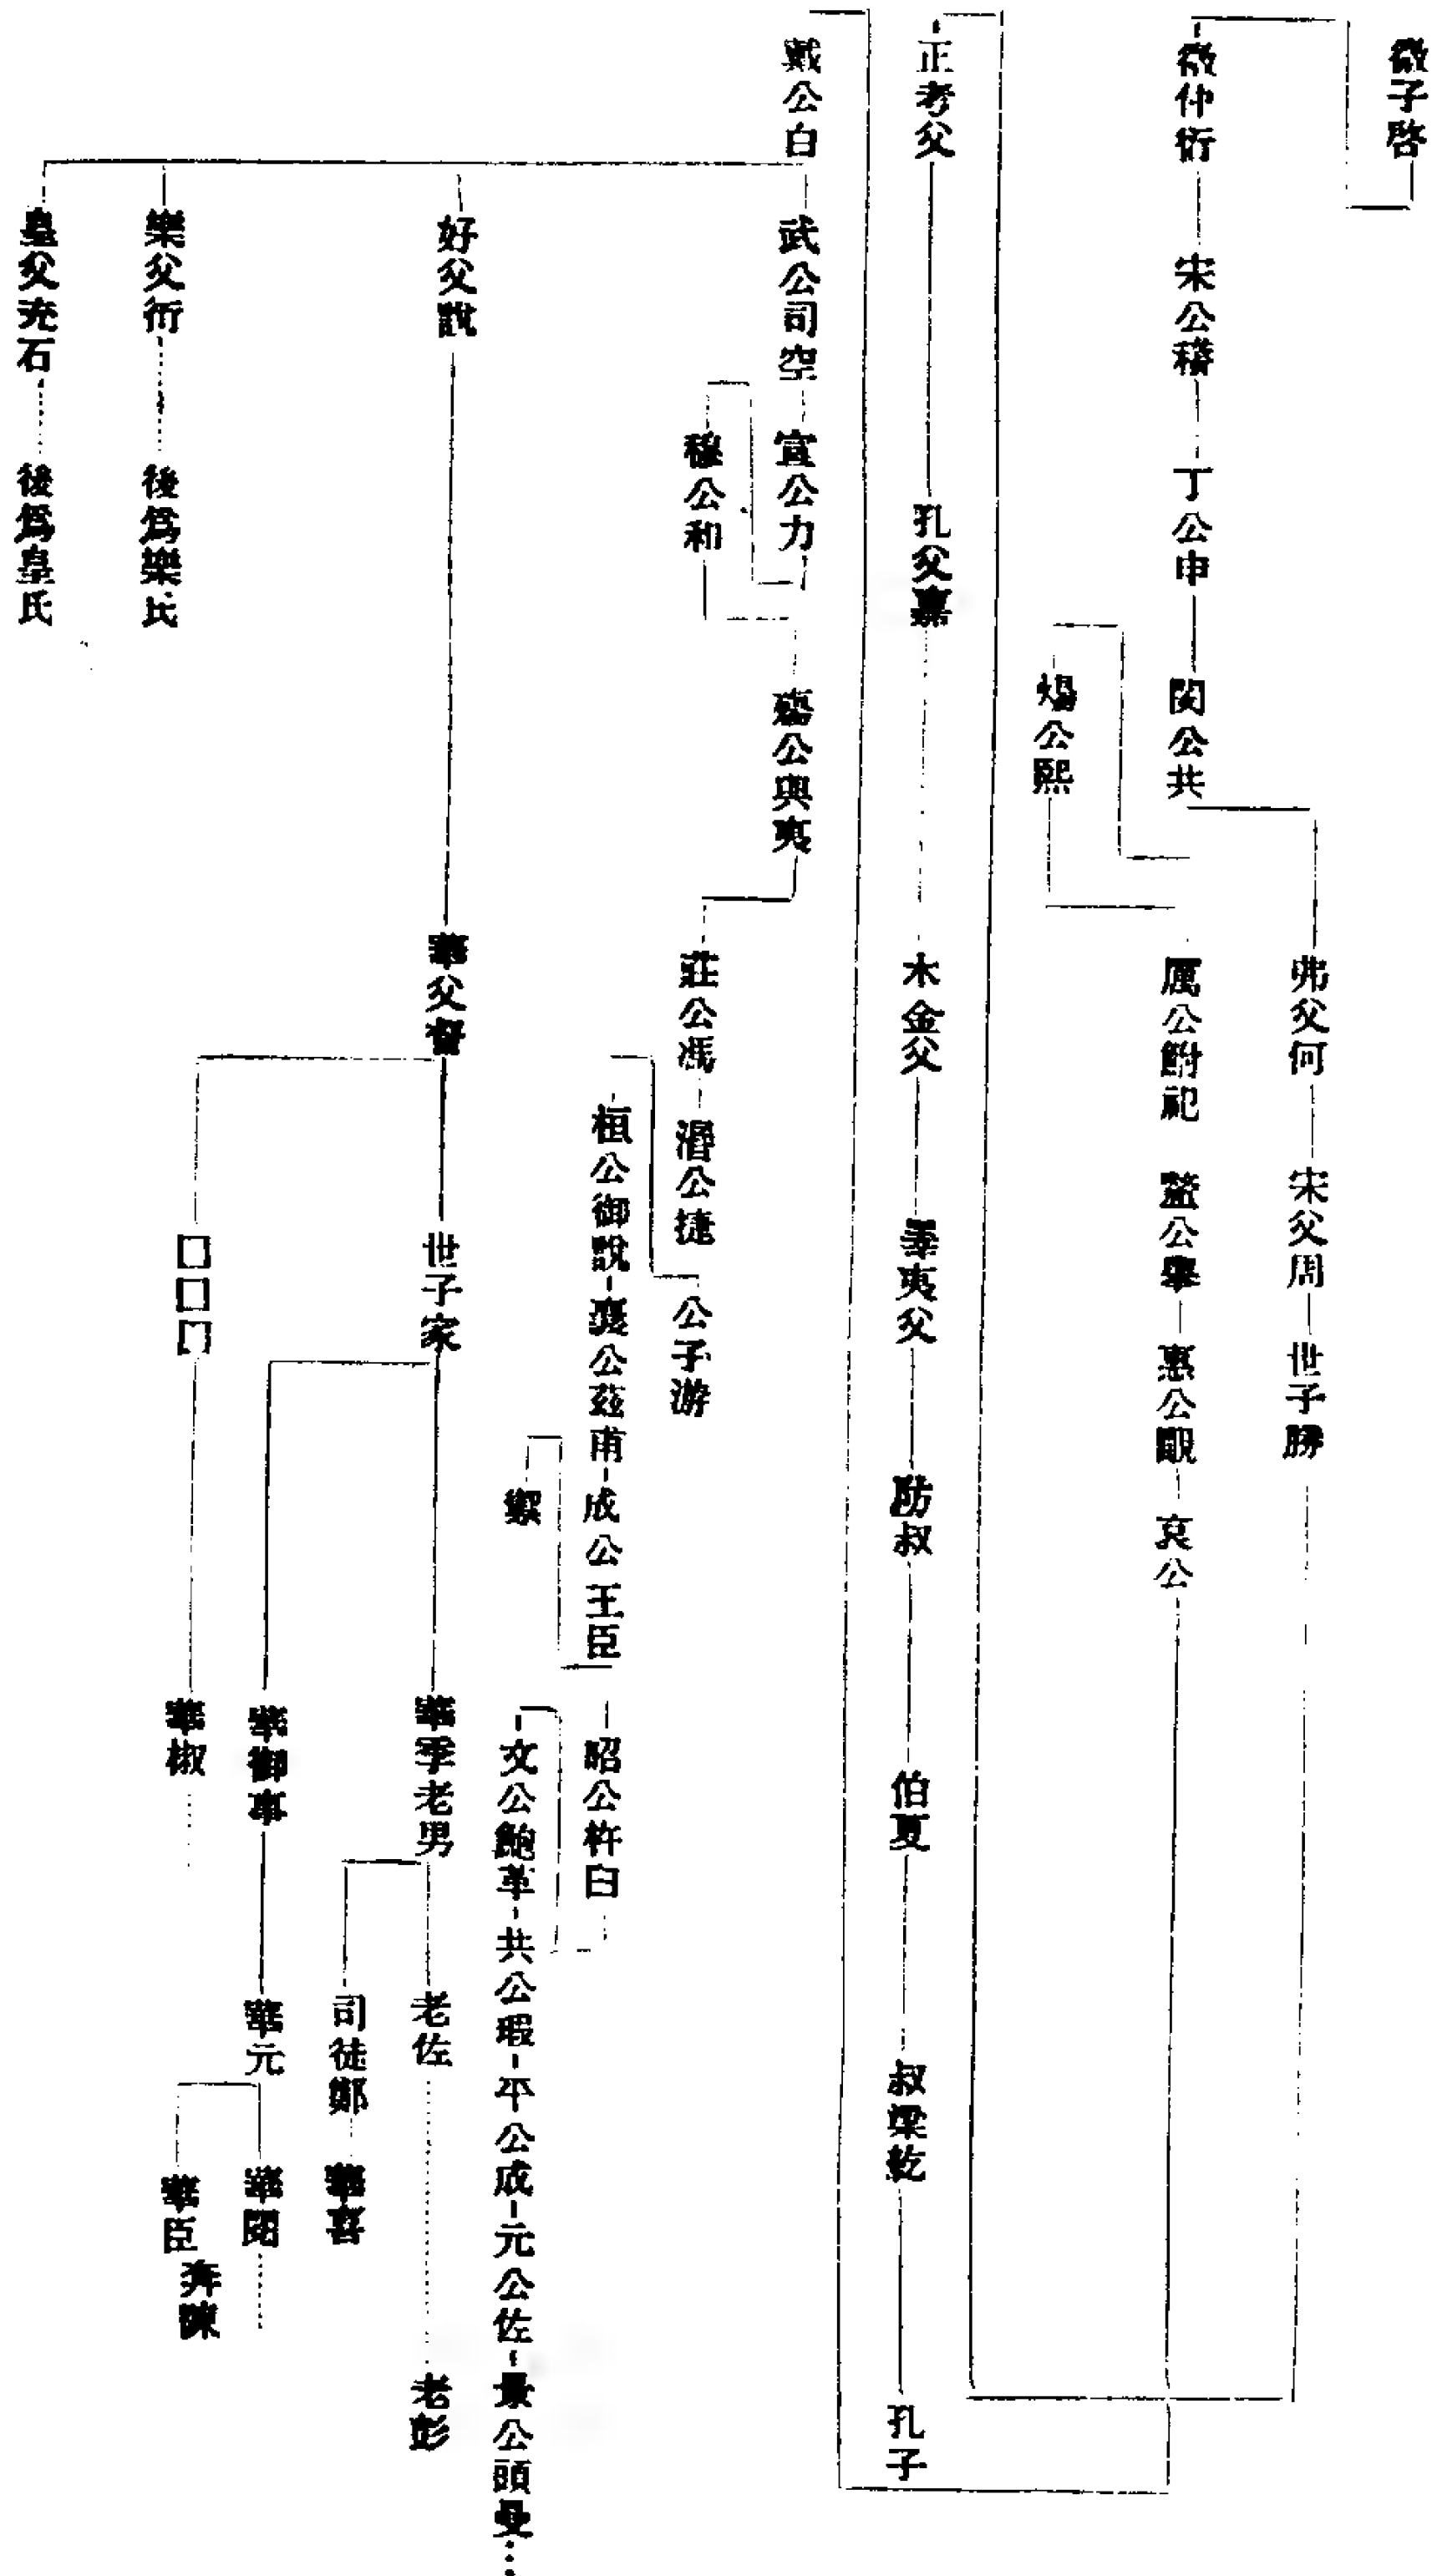 微子啓
微仲衍
宋公稽
丁公申
閔公共
弗父何
宋父周
世子勝
煬公熙
厲公鮒祀
釐公舉
惠公覵
哀公
正考父
孔父嘉
木金父
睾夷父
防叔
伯夏
叔梁紇
孔子
戴公白
武公司空
宣公力
穆公和
殤公與夷
莊公馮
湣公捷
公子游
桓公御說
襄公茲甫
成公王臣
禦
昭公杵臼
文公鮑革
共公瑕
平公成
元公佐
景公頭曼…
好父說
華父督
世子家
華季老男
老佐
老彭
司徒鄭
華喜
華御事
華元
華閱
華臣
奔陳
□□□
華椒
樂父衎
後爲樂氏
皇父充石
後爲皇氏